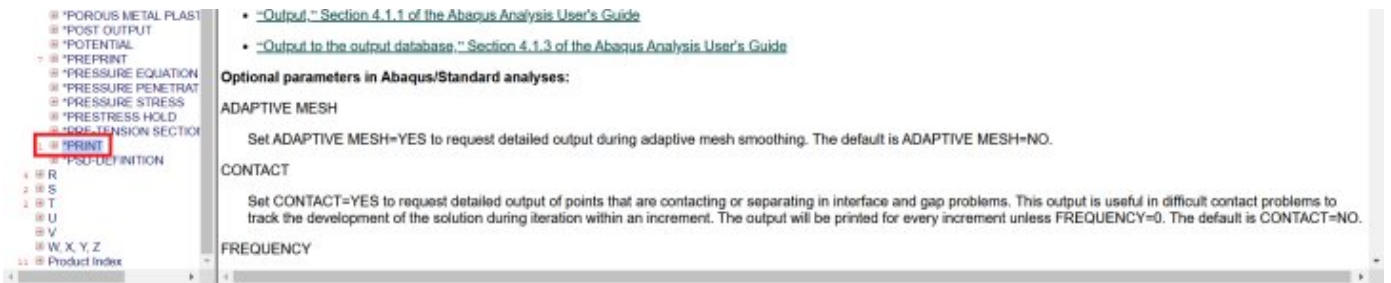 *POROUS METAL PLAST
*POST OUTPUT
*POTENTIAL
*PREPRINT
*PRESSURE EQUATION
*PRESSURE PENETRAT
*PRESSURE STRESS
*PRESTRESS HOLD
*PRE-TENSION SECTION
*PRINT
*PSD-DEFINITION
R
S
T
U
V
W, X, Y, Z
11 Product Index
• “Output,” Section 4.1.1 of the Abaqus Analysis User's Guide
• “Output to the output database,” Section 4.1.3 of the Abaqus Analysis User's Guide
Optional parameters in Abaqus/Standard analyses:
ADAPTIVE MESH
Set ADAPTIVE MESH=YES to request detailed output during adaptive mesh smoothing. The default is ADAPTIVE MESH=NO.
CONTACT
Set CONTACT=YES to request detailed output of points that are contacting or separating in interface and gap problems. This output is useful in difficult contact problems to
track the development of the solution during iteration within an increment. The output will be printed for every increment unless FREQUENCY=0. The default is CONTACT=NO.
FREQUENCY